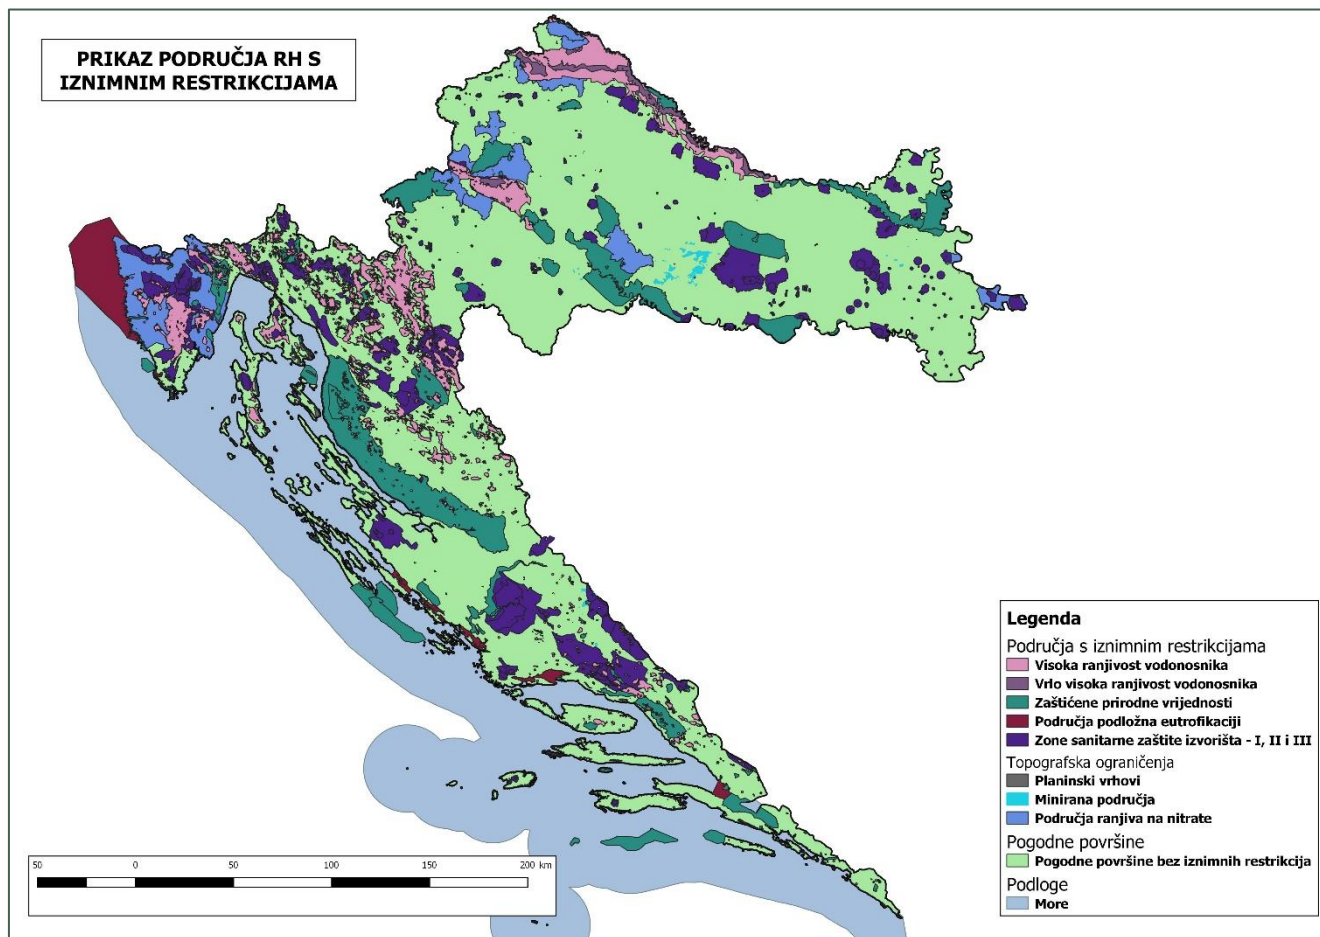 PRIKAZ PODRUČJA RH S
IZNIMNIM RESTRIKCIJAMA
Legenda
Područja s iznimnim restrikcijama
Visoka ranjivost vodonosnika
Vrlo visoka ranjivost vodonosnika
Zaštićene prirodne vrijednosti
Područja podložna eutrofikaciji
Zone sanitarne zaštite izvorišta - I, II i III
Topografska ograničenja
Planinski vrhovi
Minirana područja
Područja ranjiva na nitrate
Pogodne površine
Pogodne površine bez iznimnih restrikcija
Podloge
More
50 0 50 100 150 200 km